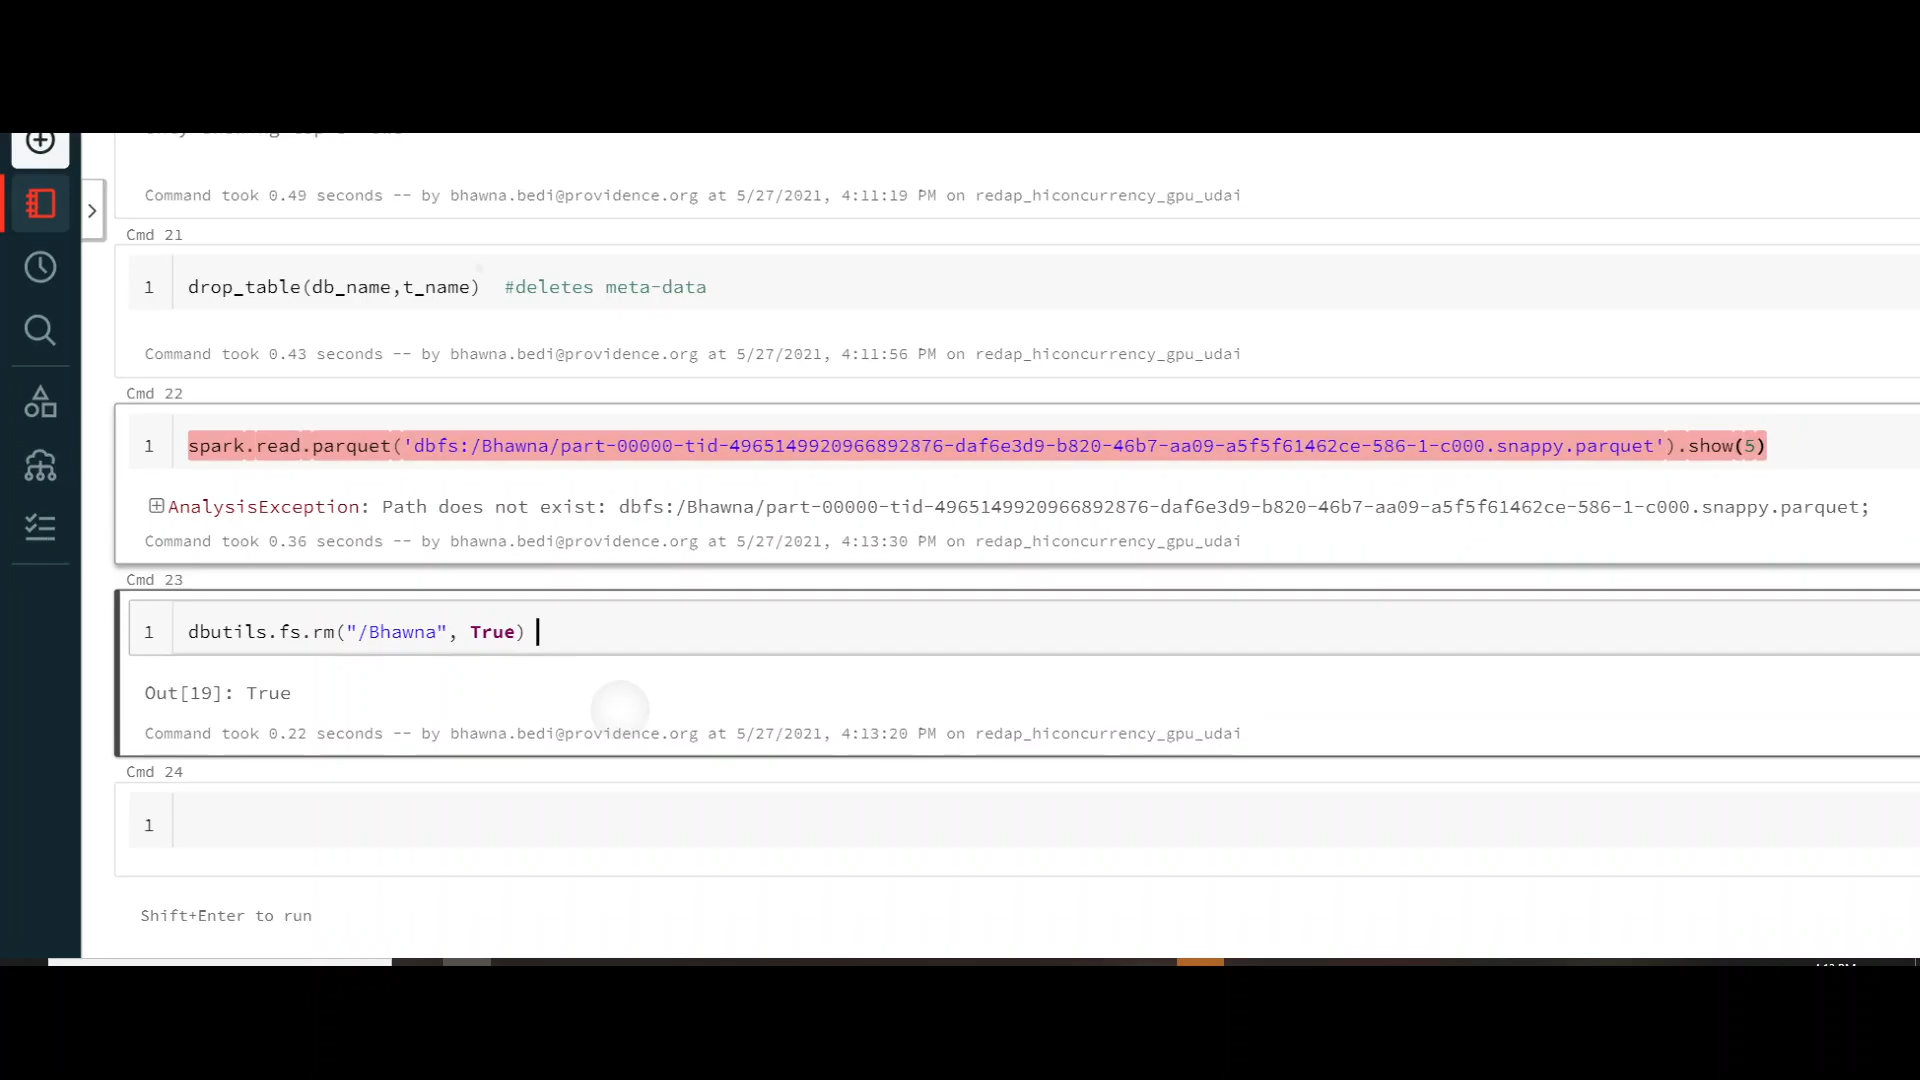 Command took 0.49 seconds -- by bhawna.bedi@providence.org at 5/27/2021, 4:11:19 PM on redap_hiconcurrency_gpu_udai
Cmd 21
1 drop_table(db_name,t_name)  #deletes meta-data
Command took 0.43 seconds -- by bhawna.bedi@providence.org at 5/27/2021, 4:11:56 PM on redap_hiconcurrency_gpu_udai
Cmd 22
1 spark.read.parquet('dbfs:/Bhawna/part-00000-tid-4965149920966892876-daf6e3d9-b820-46b7-aa09-a5f5f61462ce-586-1-c000.snappy.parquet').show(5)
AnalysisException: Path does not exist: dbfs:/Bhawna/part-00000-tid-4965149920966892876-daf6e3d9-b820-46b7-aa09-a5f5f61462ce-586-1-c000.snappy.parquet;
Command took 0.36 seconds -- by bhawna.bedi@providence.org at 5/27/2021, 4:13:30 PM on redap_hiconcurrency_gpu_udai
Cmd 23
1 dbutils.fs.rm("/Bhawna", True)
Out[19]: True
Command took 0.22 seconds -- by bhawna.bedi@providence.org at 5/27/2021, 4:13:20 PM on redap_hiconcurrency_gpu_udai
Cmd 24
1
Shift+Enter to run